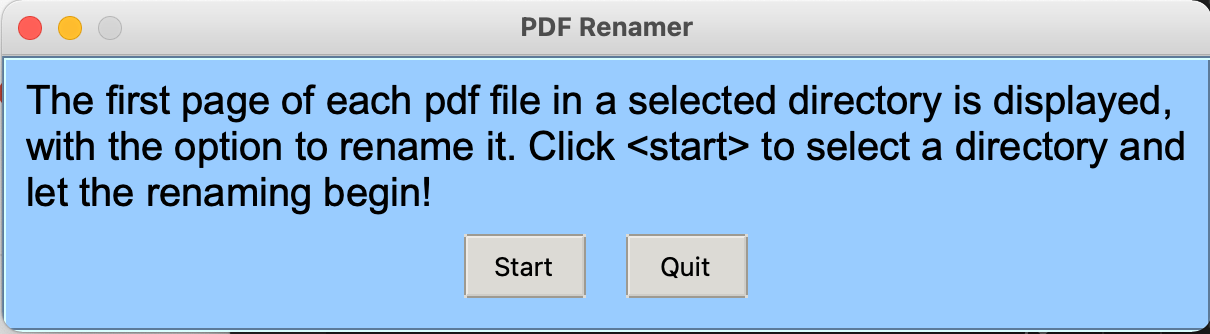 PDF Renamer
The first page of each pdf file in a selected directory is displayed,
with the option to rename it. Click <start> to select a directory and
let the renaming begin!
Start
Quit